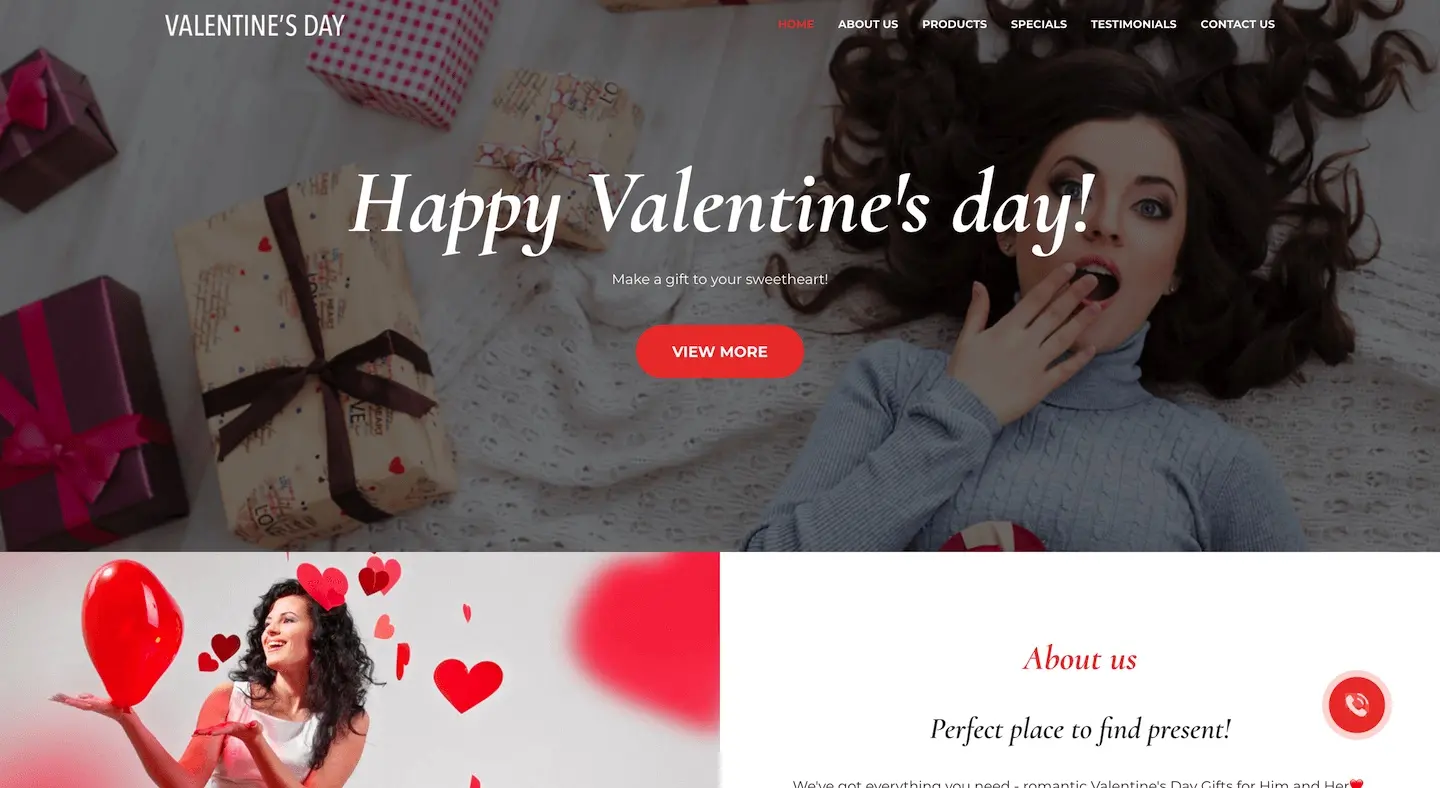 VALENTINE'S DAY
HOME ABOUT US PRODUCTS SPECIALS TESTIMONIALS CONTACT US
Happy Valentine's day!
Make a gift to your sweetheart!
VIEW MORE
About us
Perfect place to find present!
We've got everything you need - romantic Valentine's Day Gifts for Him and Her❤️
LOVE
LOVE